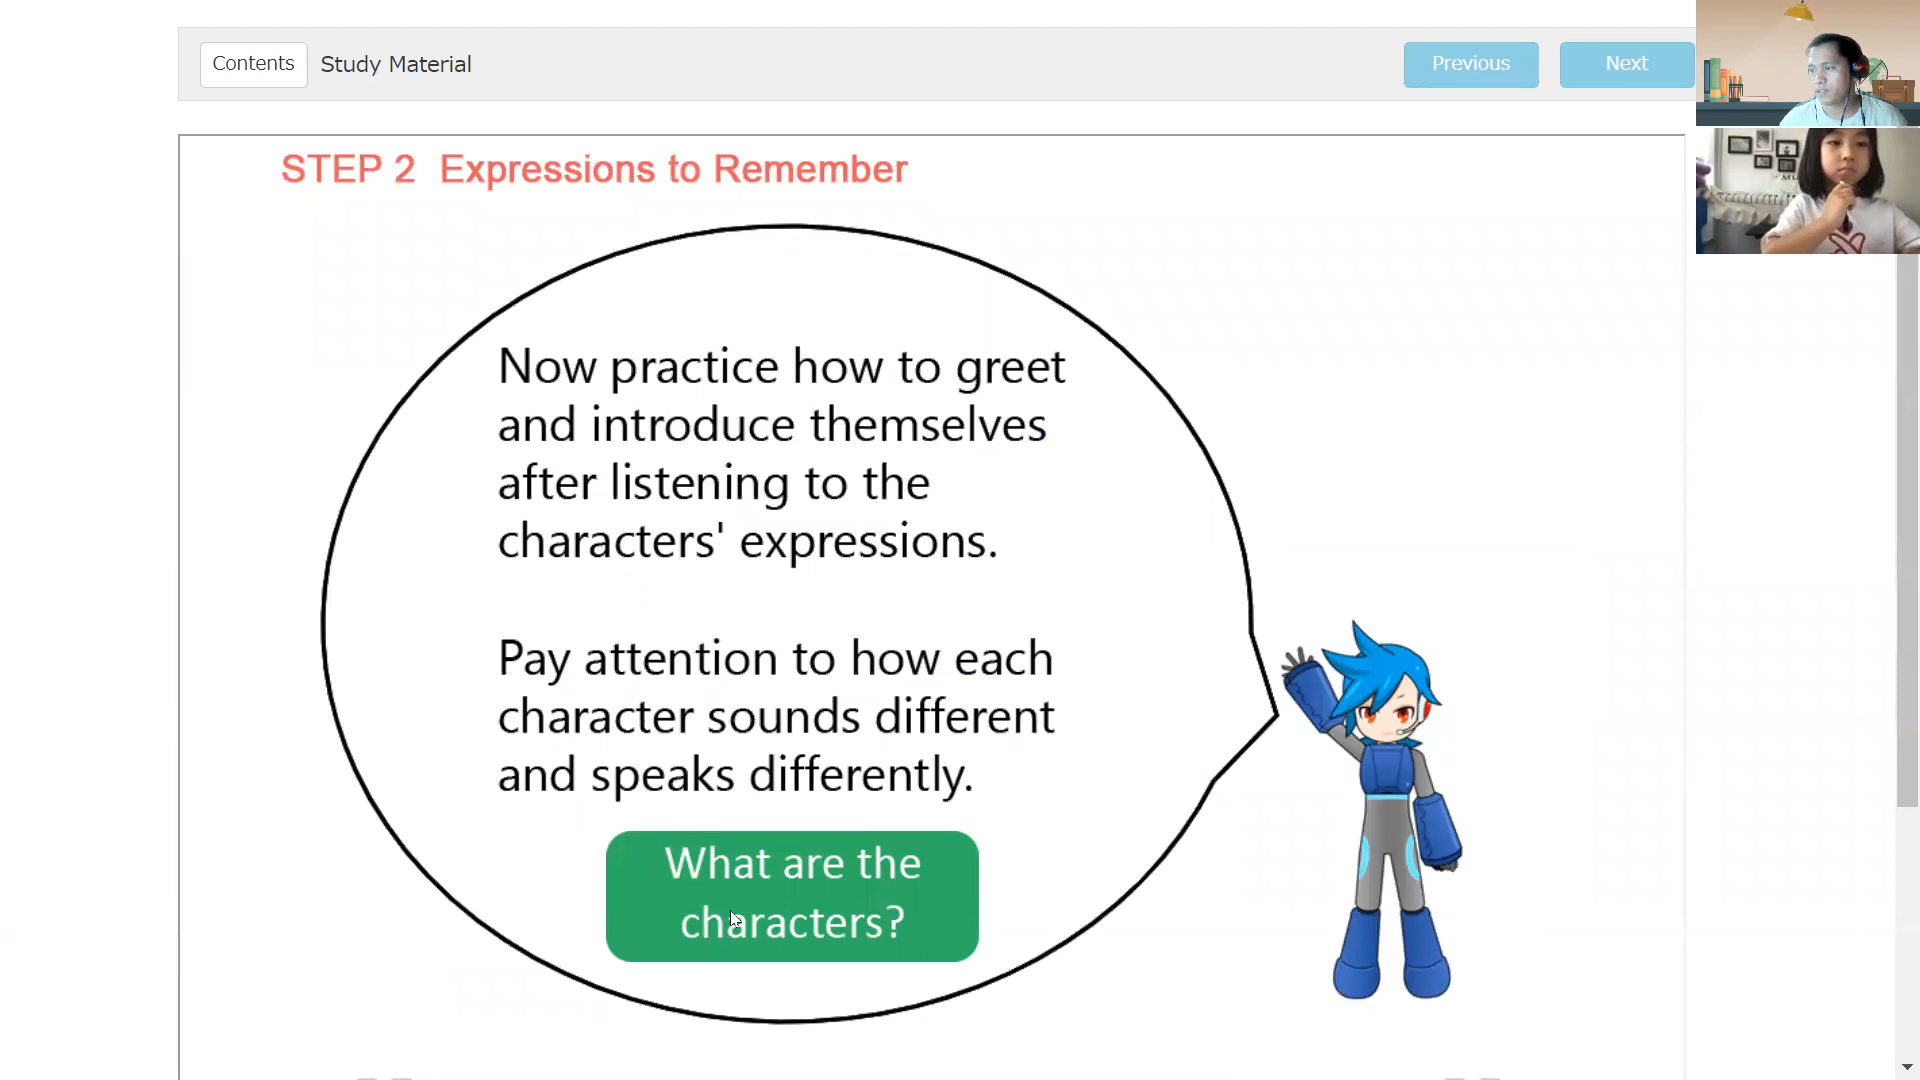 Contents
Study Material
Previous
Next
STEP 2 Expressions to Remember
Now practice how to greet
and introduce themselves
after listening to the
characters' expressions.
Pay attention to how each
character sounds different
and speaks differently.
What are the
characters?